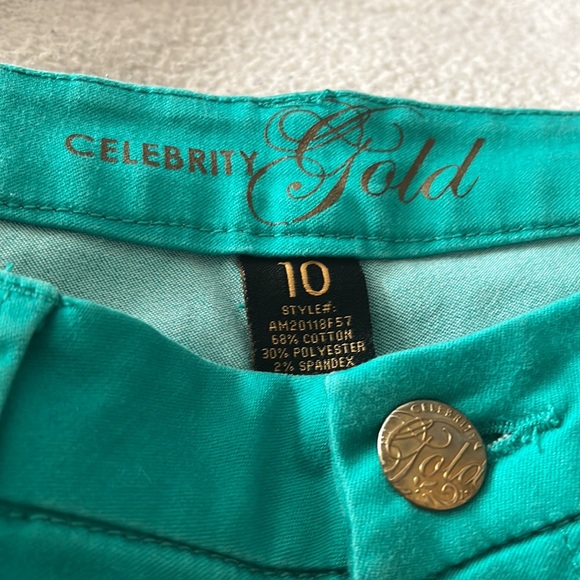 CELEBRITY Gold
10
STYLE#:
AM20118F57
68% COTTON
30% POLYESTER
2% SPANDEX
CELEBRITY
Gold